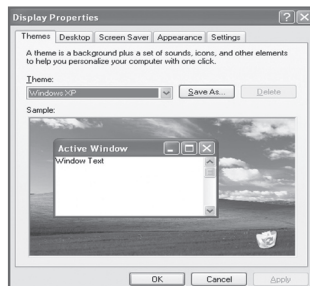 Display Properties
Themes Desktop Screen Saver Appearance Settings
A theme is a background plus a set of sounds, icons, and other elements
to help you personalize your computer with one click.
Theme:
Windows XP Save As... Delete
Sample:
Active Window
Window Text
OK Cancel Apply